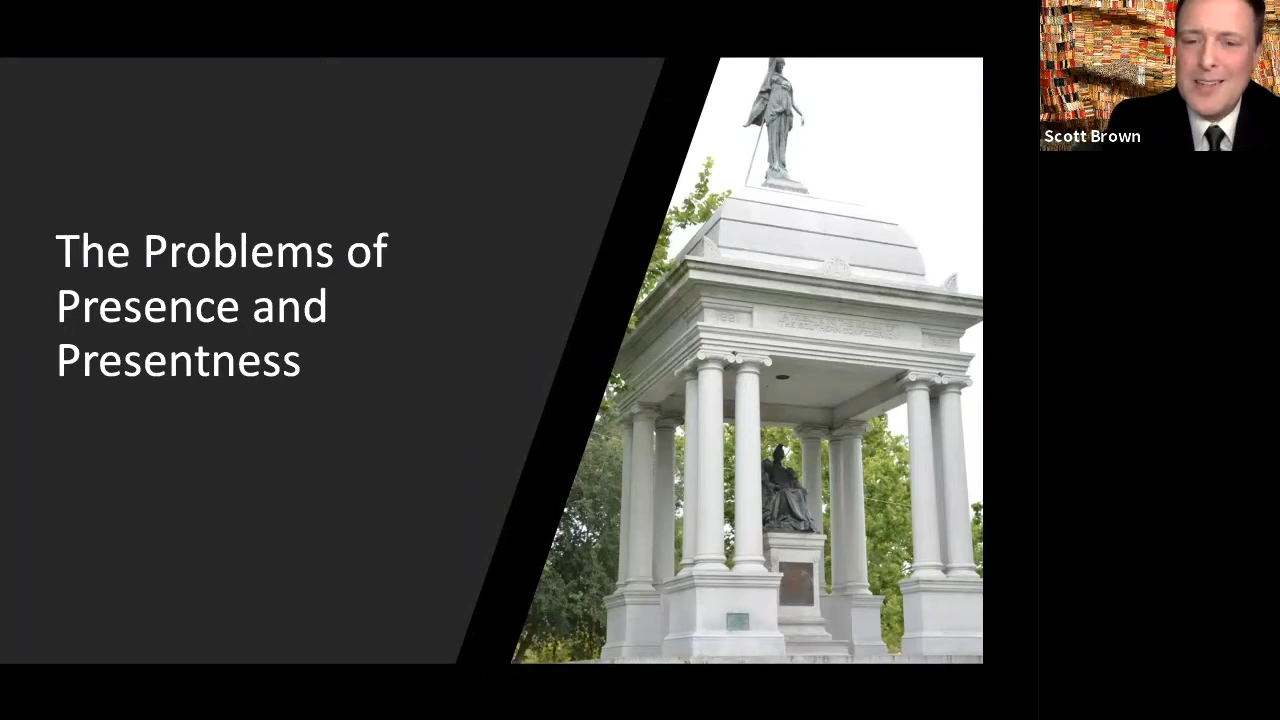 The Problems of
Presence and
Presentness
Scott Brown